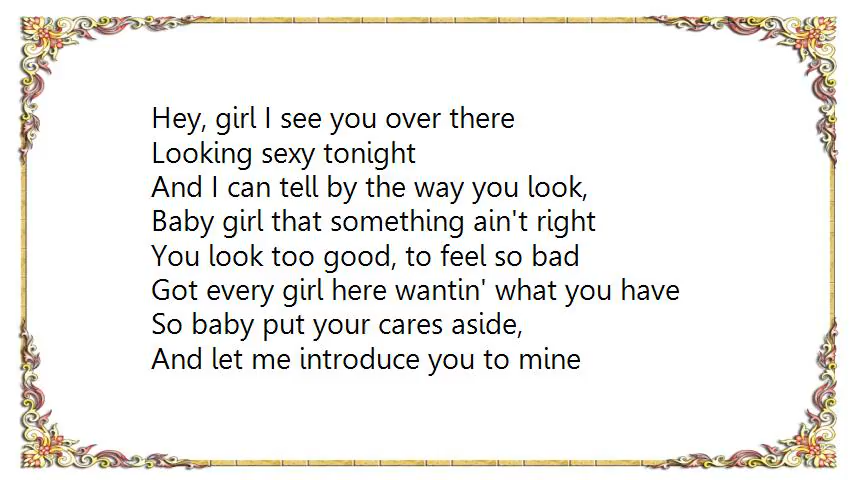 Hey, girl I see you over there
Looking sexy tonight
And I can tell by the way you look,
Baby girl that something ain't right
You look too good, to feel so bad
Got every girl here wantin' what you have
So baby put your cares aside,
And let me introduce you to mine